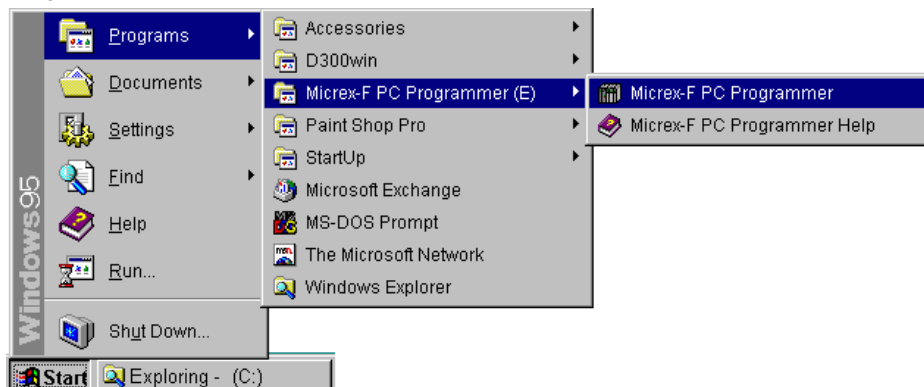 Programs
Documents
Settings
Find
Help
Run...
Shut Down...
Windows95
Accessories
D300win
Micrex-F PC Programmer (E)
Paint Shop Pro
StartUp
Microsoft Exchange
MS-DOS Prompt
The Microsoft Network
Windows Explorer
Micrex-F PC Programmer
Micrex-F PC Programmer Help
Start
Exploring - (C:)